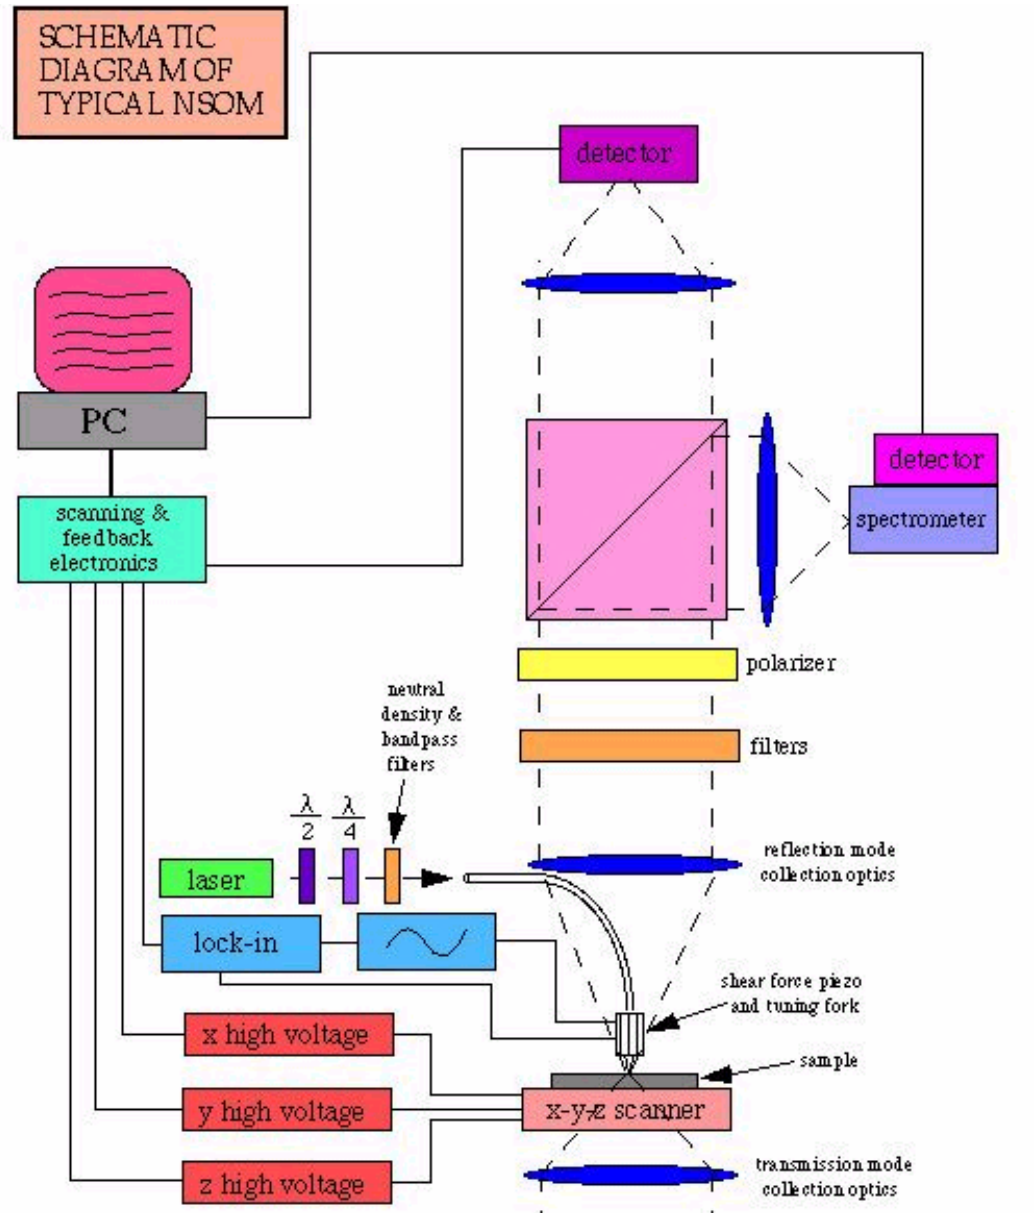 SCHEMATIC
DIAGRAM OF
TYPICAL NSOM
detector
PC
detector
spectrometer
scanning &
feedback
electronics
polarizer
neutral
density &
bandpass
filters
filters
λ
2
λ
4
reflection mode
collection optics
laser
lock-in
shear force piezo
and tuning fork
x high voltage
sample
y high voltage
x-y-z scanner
z high voltage
transmission mode
collection optics